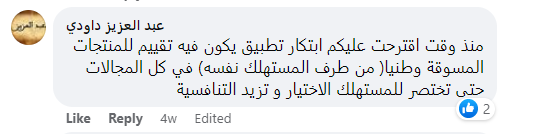 عبد العزيز داودي
منذ وقت اقترحت عليكم ابتكار تطبيق يكون فيه تقييم للمنتجات
المسوقة وطنيا( من طرف المستهلك نفسه) في كل المجالات
حتى تختصر للمستهلك الاختيار و تزيد التنافسية
2
Like Reply 4w Edited